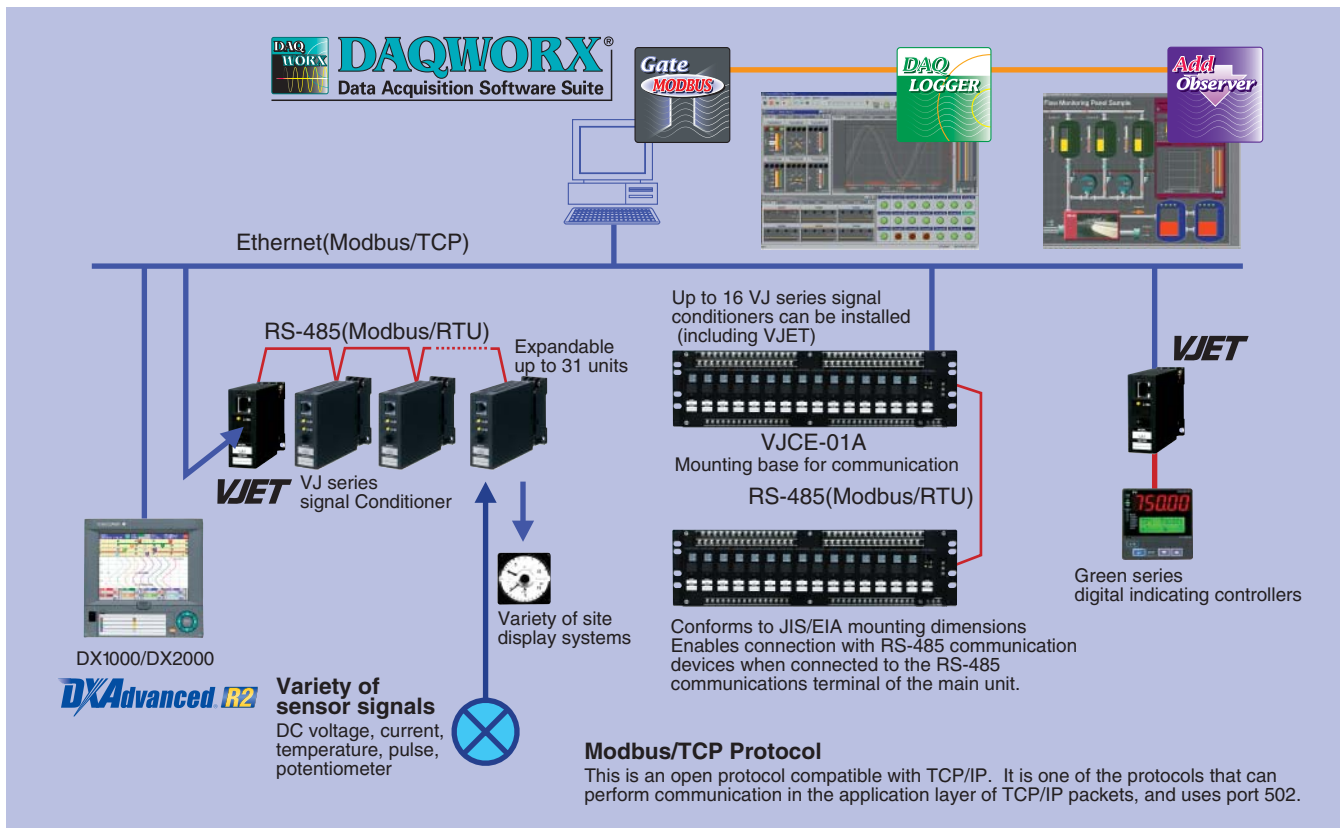 DAQ
WORX
DAQWORX®
Data Acquisition Software Suite
Gate
MODBUS
DAQ
LOGGER
Add
Observer
Flow Monitoring Panel Sample
Ethernet(Modbus/TCP)
RS-485(Modbus/RTU)
Expandable
up to 31 units
VJET
VJ series
signal Conditioner
Up to 16 VJ series signal
conditioners can be installed
(including VJET)
VJCE-01A
Mounting base for communication
RS-485(Modbus/RTU)
Conforms to JIS/EIA mounting dimensions
Enables connection with RS-485 communication
devices when connected to the RS-485
communications terminal of the main unit.
VJET
750.00
Green series
digital indicating controllers
Variety of site
display systems
DX1000/DX2000
DXAdvanced. R2
Variety of
sensor signals
DC voltage, current,
temperature, pulse,
potentiometer
Modbus/TCP Protocol
This is an open protocol compatible with TCP/IP. It is one of the protocols that can
perform communication in the application layer of TCP/IP packets, and uses port 502.